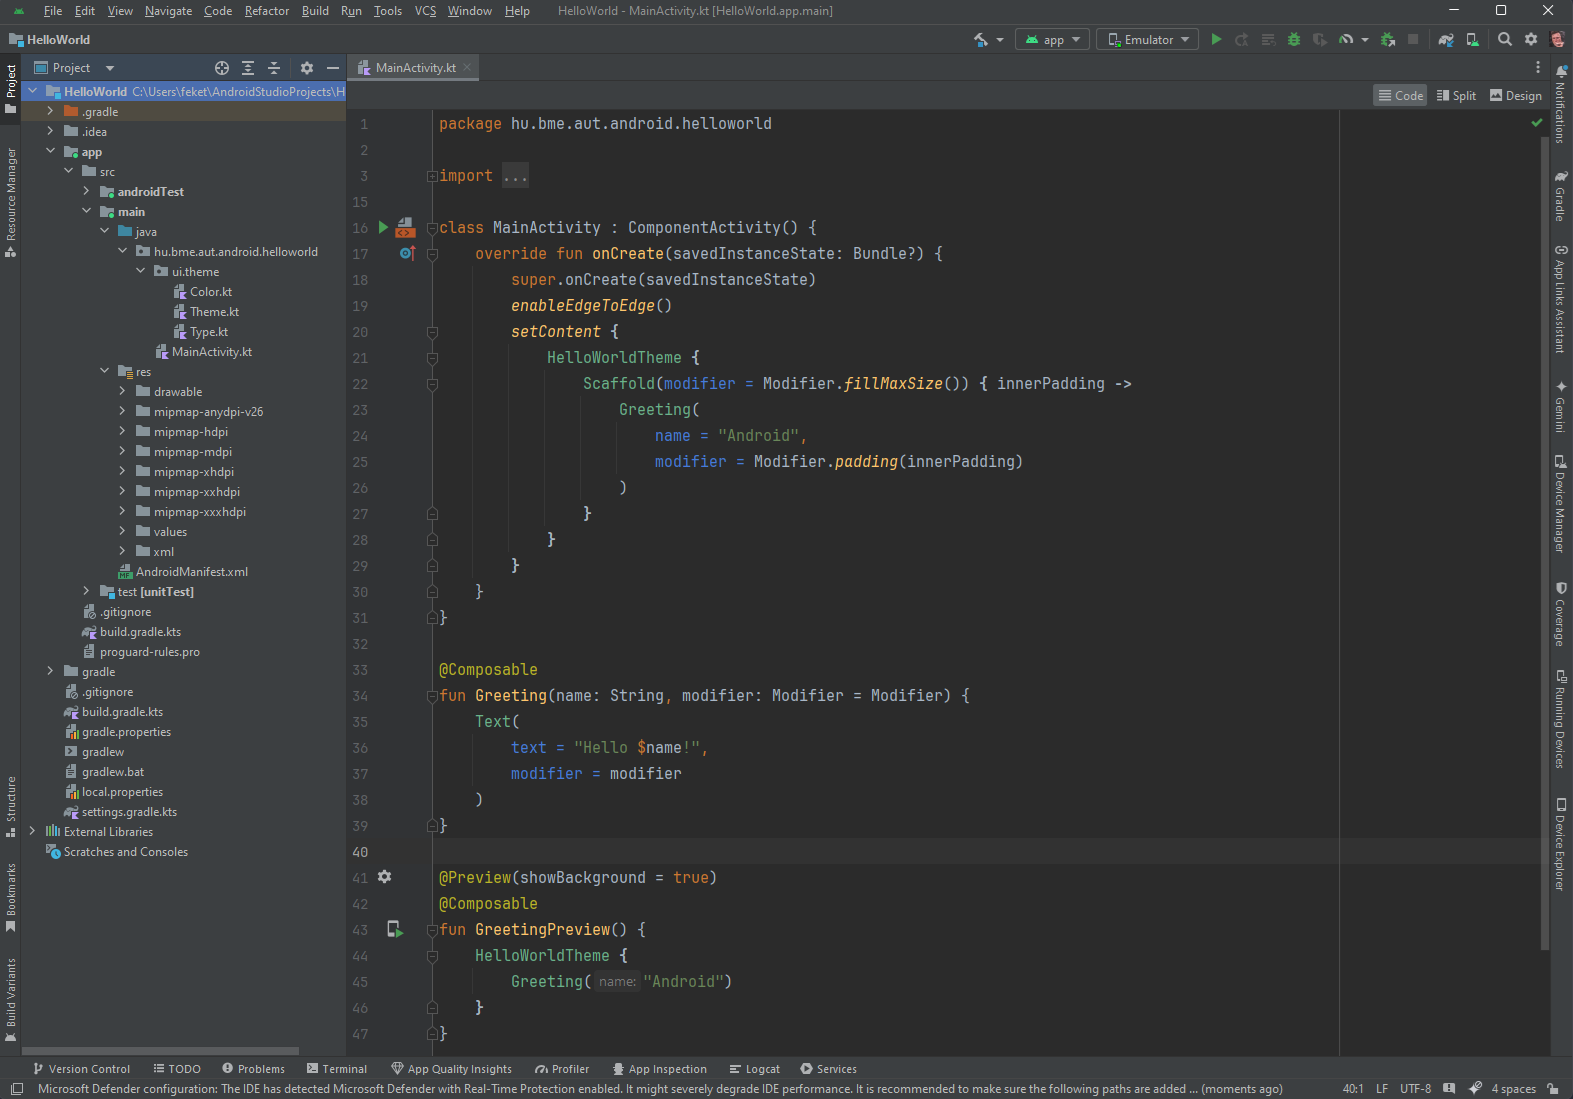 File Edit View Navigate Code Refactor Build Run Tools VCS Window Help HelloWorld - MainActivity.kt [HelloWorld.app.main]
HelloWorld app Emulator
Project MainActivity.kt
Code Split Design
HelloWorld C:\Users\feket\AndroidStudioProjects\H
.gradle
.idea
app
src
androidTest
main
java
hu.bme.aut.android.helloworld
ui.theme
Color.kt
Theme.kt
Type.kt
MainActivity.kt
res
drawable
mipmap-anydpi-v26
mipmap-hdpi
mipmap-mdpi
mipmap-xhdpi
mipmap-xxhdpi
mipmap-xxxhdpi
values
xml
AndroidManifest.xml
test [unitTest]
.gitignore
build.gradle.kts
proguard-rules.pro
gradle
.gitignore
build.gradle.kts
gradle.properties
gradlew
gradlew.bat
local.properties
settings.gradle.kts
External Libraries
Scratches and Consoles
Project
Resource Manager
Structure
Bookmarks
Build Variants
1 package hu.bme.aut.android.helloworld
2
3 import ...
15
16 class MainActivity : ComponentActivity() {
17 override fun onCreate(savedInstanceState: Bundle?) {
18 super.onCreate(savedInstanceState)
19 enableEdgeToEdge()
20 setContent {
21 HelloWorldTheme {
22 Scaffold(modifier = Modifier.fillMaxSize()) { innerPadding ->
23 Greeting(
24 name = "Android",
25 modifier = Modifier.padding(innerPadding)
26 )
27 }
28 }
29 }
30 }
31 }
32
33 @Composable
34 fun Greeting(name: String, modifier: Modifier = Modifier) {
35 Text(
36 text = "Hello $name!",
37 modifier = modifier
38 )
39 }
40
41 @Preview(showBackground = true)
42 @Composable
43 fun GreetingPreview() {
44 HelloWorldTheme {
45 Greeting( name: "Android")
46 }
47 }
Notifications
Gradle
App Links Assistant
Gemini
Device Manager
Coverage
Running Devices
Device Explorer
Version Control TODO Problems Terminal App Quality Insights Profiler App Inspection Logcat Services
Microsoft Defender configuration: The IDE has detected Microsoft Defender with Real-Time Protection enabled. It might severely degrade IDE performance. It is recommended to make sure the following paths are added ... (moments ago) 40:1 LF UTF-8 4 spaces